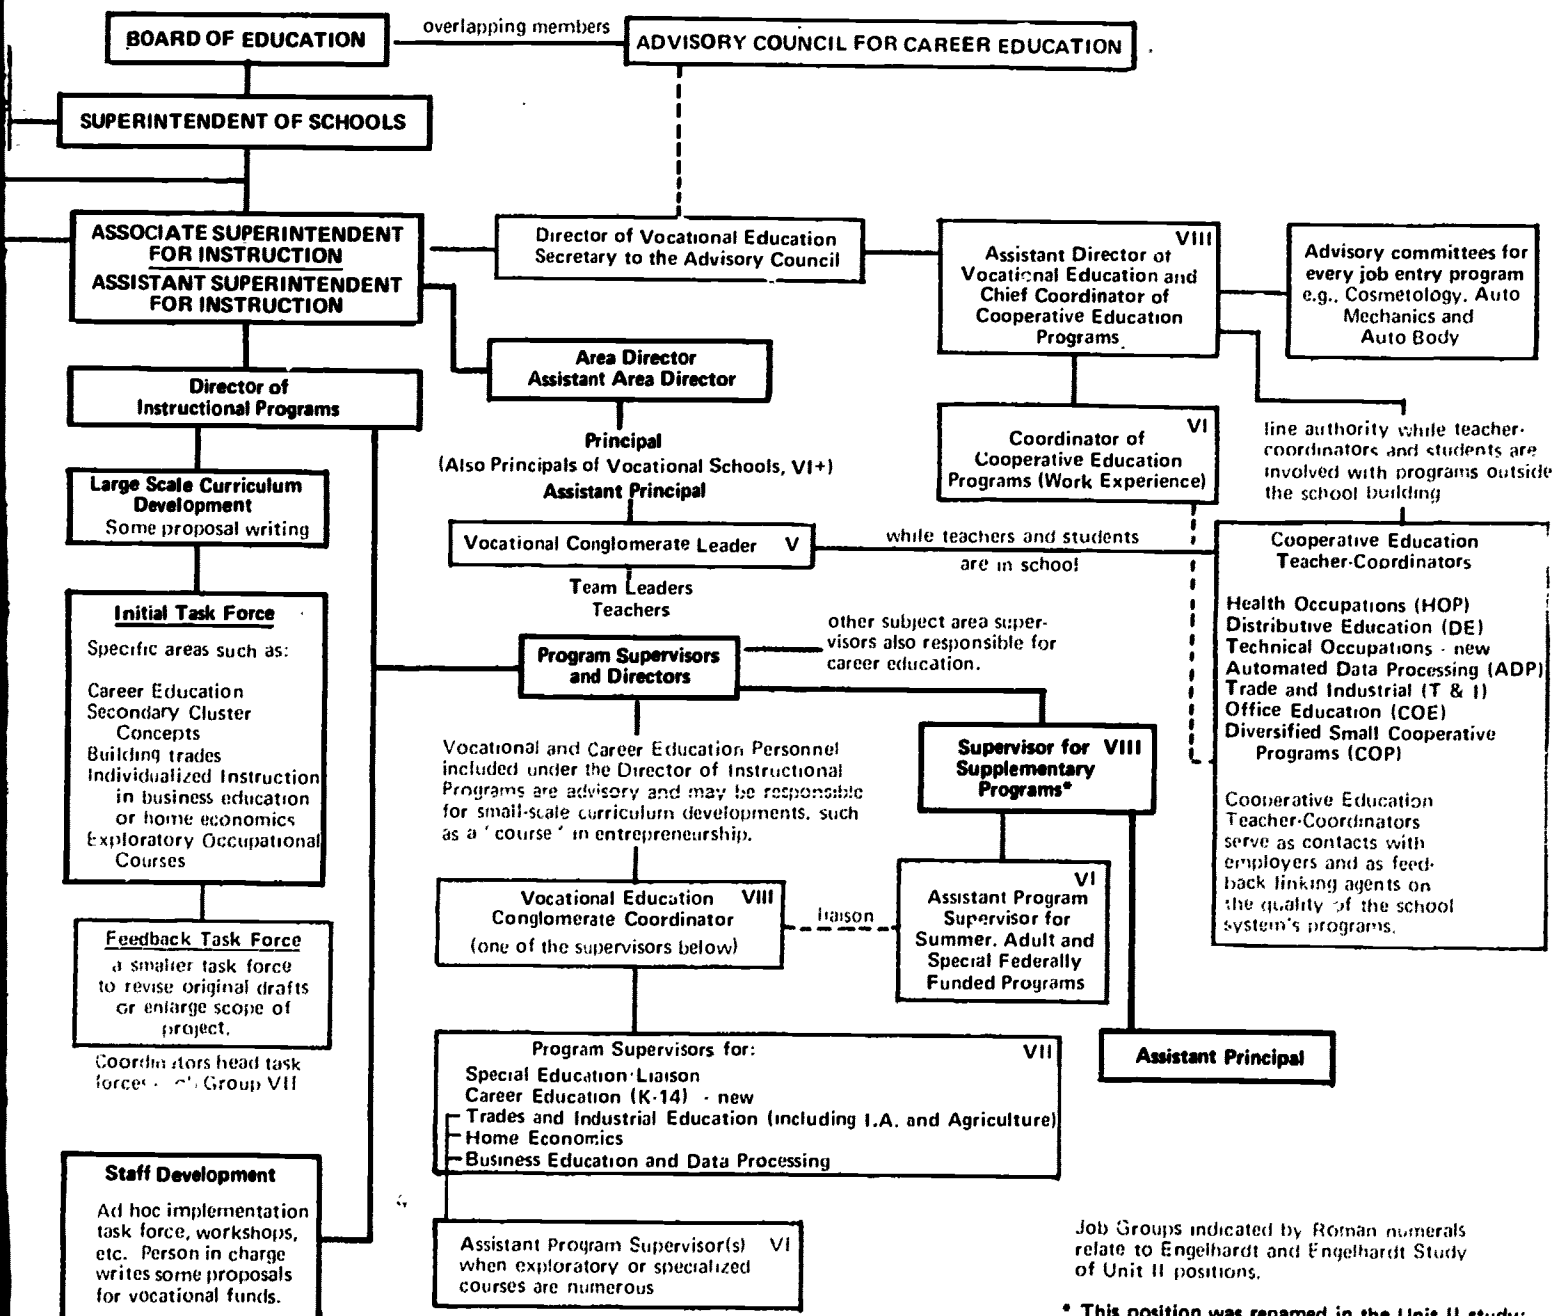 BOARD OF EDUCATION
overlapping members
ADVISORY COUNCIL FOR CAREER EDUCATION
SUPERINTENDENT OF SCHOOLS
ASSOCIATE SUPERINTENDENT
FOR INSTRUCTION
ASSISTANT SUPERINTENDENT
FOR INSTRUCTION
Director of Vocational Education
Secretary to the Advisory Council
VIII
Assistant Director of
Vocational Education and
Chief Coordinator of
Cooperative Education
Programs
Advisory committees for
every job entry program
e.g., Cosmetology, Auto
Mechanics and
Auto Body
Area Director
Assistant Area Director
Director of
Instructional Programs
Principal
(Also Principals of Vocational Schools, VI+)
Assistant Principal
VI
Coordinator of
Cooperative Education
Programs (Work Experience)
line authority while teacher-
coordinators and students are
involved with programs outside
the school building
Large Scale Curriculum
Development
Some proposal writing
Vocational Conglomerate Leader V
while teachers and students
are in school
Team Leaders
Teachers
Cooperative Education
Teacher-Coordinators
Health Occupations (HOP)
Distributive Education (DE)
Technical Occupations - new
Automated Data Processing (ADP)
Trade and Industrial (T & I)
Office Education (COE)
Diversified Small Cooperative
Programs (COP)
Cooperative Education
Teacher-Coordinators
serve as contacts with
employers and as feed-
back linking agents on
the quality of the school
system's programs.
Initial Task Force
Specific areas such as:
Career Education
Secondary Cluster
Concepts
Building trades
Individualized Instruction
in business education
or home economics
Exploratory Occupational
Courses
Program Supervisors
and Directors
other subject area super-
visors also responsible for
career education.
Vocational and Career Education Personnel
included under the Director of Instructional
Programs are advisory and may be responsible
for small-scale curriculum developments, such
as a 'course' in entrepreneurship.
Supervisor for VIII
Supplementary
Programs*
Vocational Education VIII
Conglomerate Coordinator
(one of the supervisors below)
liaison
VI
Assistant Program
Supervisor for
Summer, Adult and
Special Federally
Funded Programs
Feedback Task Force
a smaller task force
to revise original drafts
or enlarge scope of
project.
Coordinators head task
forces Group VII
Program Supervisors for: VII
Special Education Liaison
Career Education (K-14) - new
Trades and Industrial Education (including I.A. and Agriculture)
Home Economics
Business Education and Data Processing
Assistant Principal
Staff Development
Ad hoc implementation
task force, workshops,
etc. Person in charge
writes some proposals
for vocational funds.
Assistant Program Supervisor(s) VI
when exploratory or specialized
courses are numerous
Job Groups indicated by Roman numerals
relate to Engelhardt and Engelhardt Study
of Unit II positions.
* This position was renamed in the Unit II study;